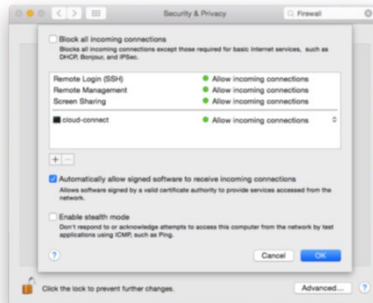 Security & Privacy
Firewall
Block all incoming connections
Blocks all incoming connections except those required for basic Internet services, such as
DHCP, Bonjour, and IPSec.
Remote Login (SSH) Allow incoming connections
Remote Management Allow incoming connections
Screen Sharing Allow incoming connections
cloud-connect Allow incoming connections
+ −
Automatically allow signed software to receive incoming connections
Allows software signed by a valid certificate authority to provide services accessed from the
network.
Enable stealth mode
Don't respond to or acknowledge attempts to access this computer from the network by test
applications using ICMP, such as Ping.
? Cancel OK
Click the lock to prevent further changes. Advanced... ?